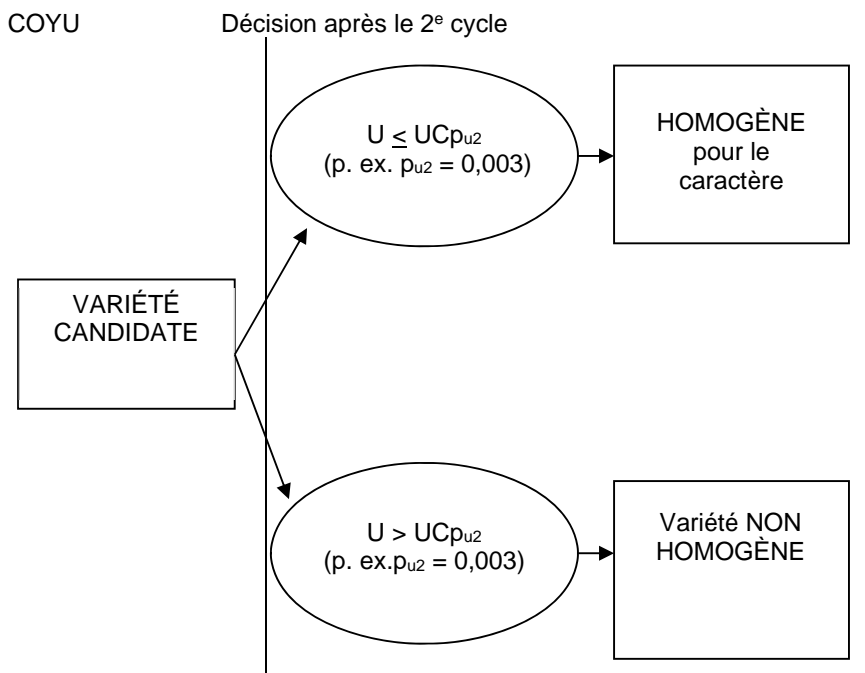 COYU Décision après le 2ᵉ cycle
U ≤ UCpᵤ₂
(p. ex. pᵤ₂ = 0,003)
HOMOGÈNE
pour le
caractère
VARIÉTÉ
CANDIDATE
U > UCpᵤ₂
(p. ex.pᵤ₂ = 0,003)
Variété NON
HOMOGÈNE